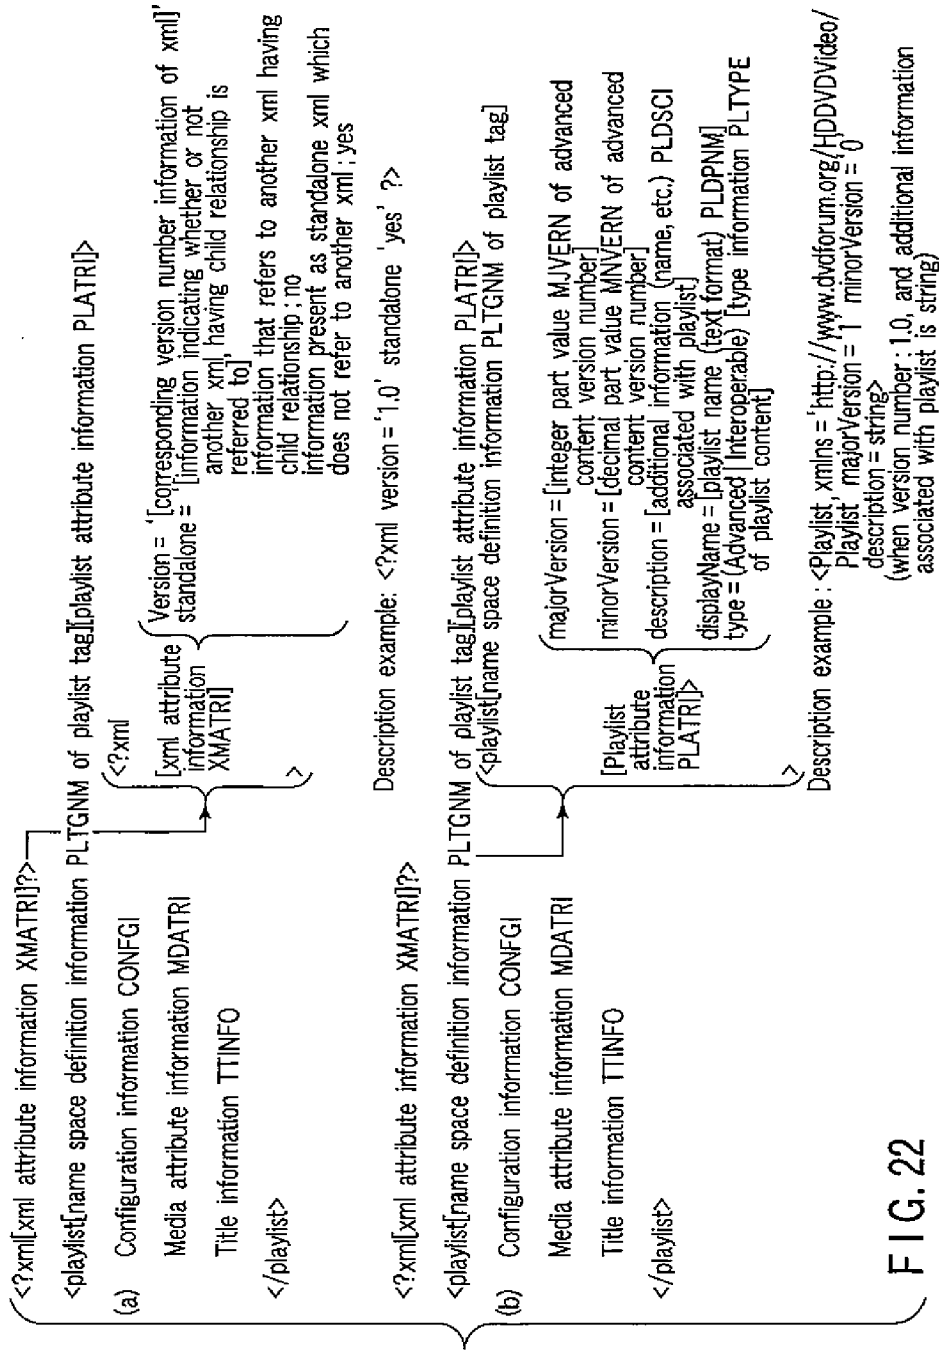 <?xml[xml attribute information XMATRI]?>
<playlist[name space definition information PLTGNM of playlist tag][playlist attribute information PLATRI]>
(a) Configuration information CONFGI
Media attribute information MDATRI
Title information TTINFO
</playlist>
<?xml
[xml attribute
information
XMATRI]
>
Version = '[corresponding version number information of xml]'
standalone = '[information indicating whether or not
another xml, having child relationship is
referred to]
information that refers to another xml having
child relationship ; no
information present as standalone xml which
does not refer to another xml ; yes
Description example: <?xml version = '1.0' standalone 'yes' ?>
<?xml[xml attribute information XMATRI]?>
<playlist[name space definition information PLTGNM of playlist tag][playlist attribute information PLATRI]>
(b) Configuration information CONFGI
Media attribute information MDATRI
Title information TTINFO
</playlist>
<playlist[name space definition information PLTGNM of playlist tag]
[Playlist
attribute
information
PLATRI]>
>
majorVersion = [integer part value MJVERN of advanced
content version number]
minorVersion = [decimal part value MNVERN of advanced
content version number]
description = [additional information (name, etc.) PLDSCI
associated with playlist]
displayName = [playlist name (text format) PLDPNM]
type = (Advanced | Interoperable) [type information PLTYPE
of playlist content]
Description example : <Playlist, xmlns = 'http://www.dvdforum.org/HDDVDVideo/
Playlist' majorVersion = '1' minorVersion = '0'
description = string>
(when version number : 1.0, and additional information
associated with playlist is string)
FIG. 22